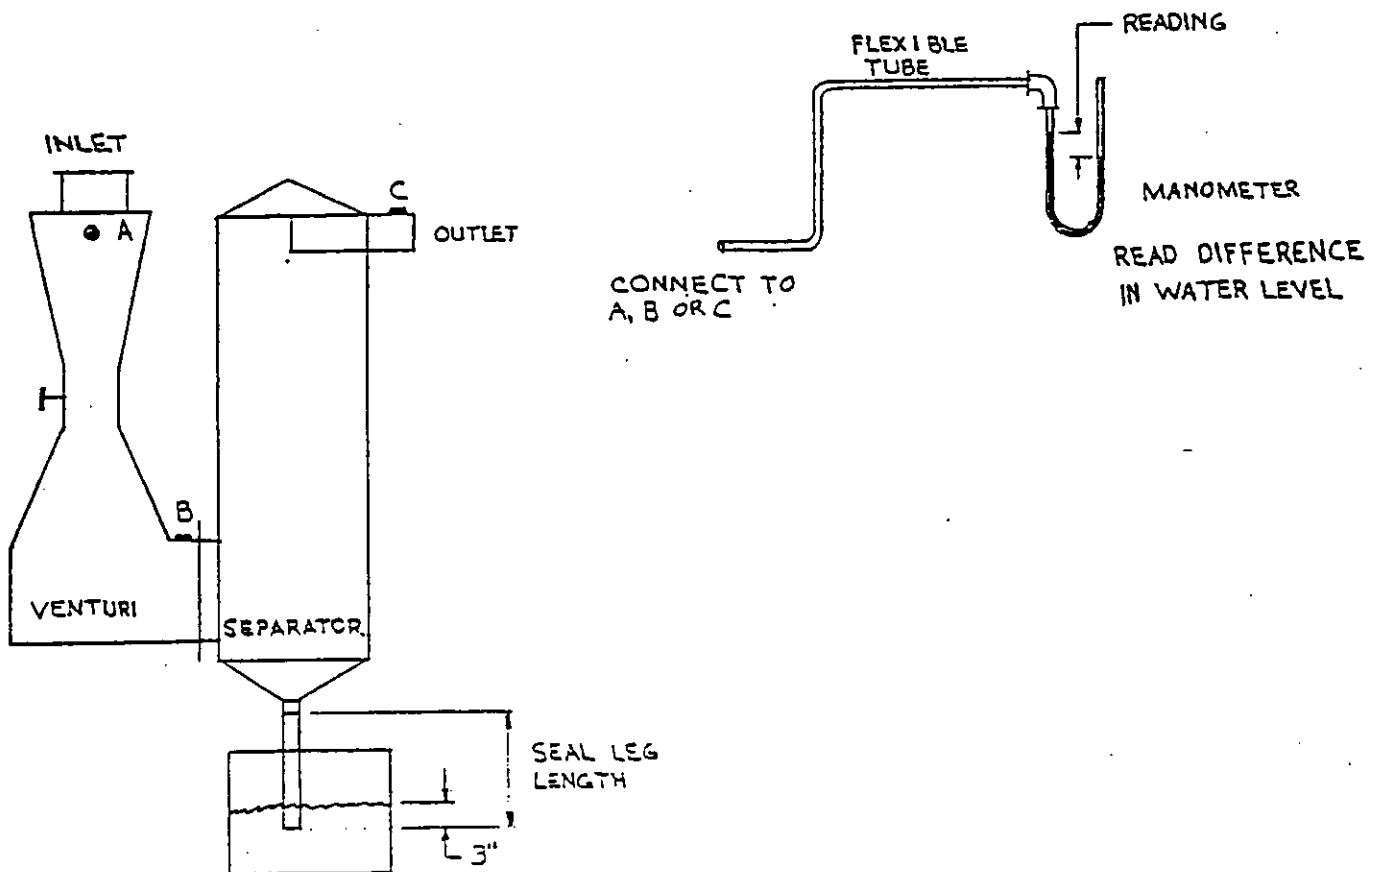 READING
FLEXIBLE
TUBE
INLET
A
C
OUTLET
MANOMETER
READ DIFFERENCE
IN WATER LEVEL
CONNECT TO
A, B OR C
B
VENTURI
SEPARATOR
SEAL LEG
LENGTH
3"